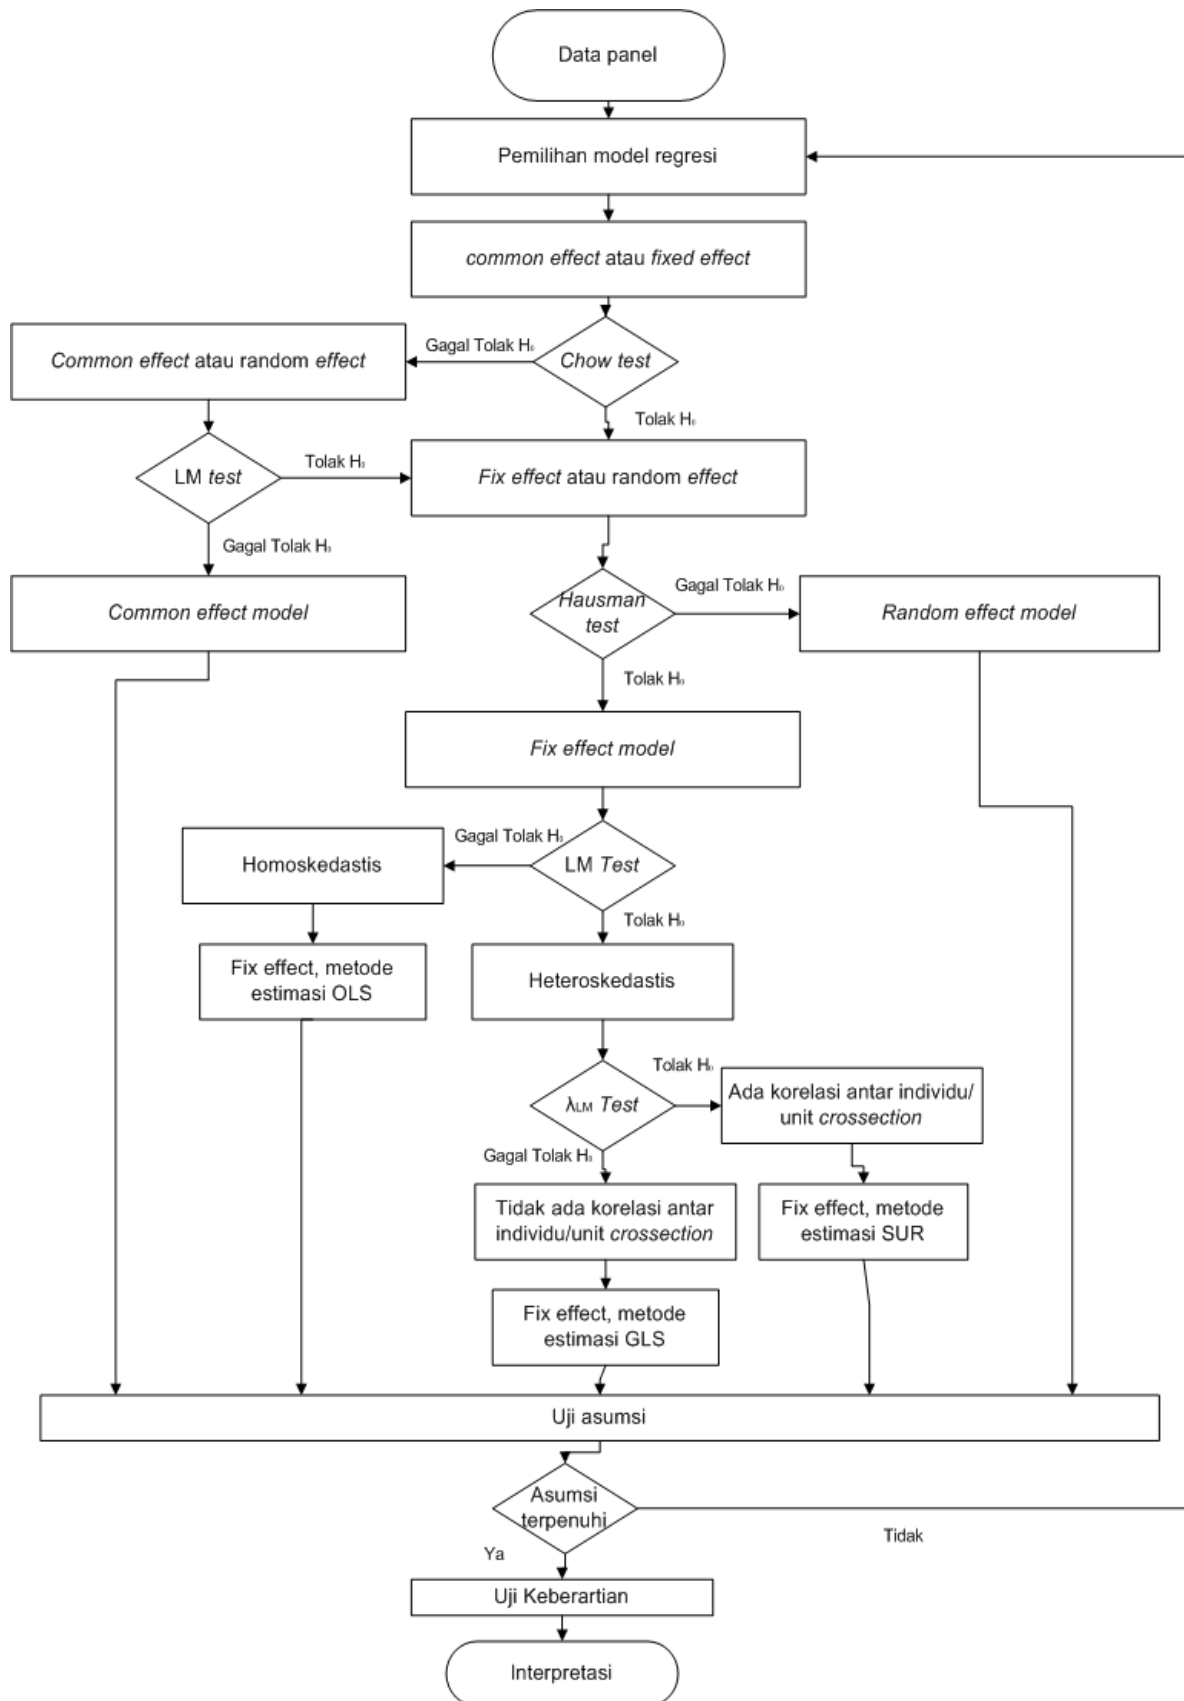 Data panel
Pemilihan model regresi
common effect atau fixed effect
Common effect atau random effect
Gagal Tolak H₀
Chow test
Tolak H₀
LM test
Tolak H₀
Fix effect atau random effect
Gagal Tolak H₀
Common effect model
Hausman
test
Gagal Tolak H₀
Random effect model
Tolak H₀
Fix effect model
Homoskedastis
Gagal Tolak H₀
LM Test
Tolak H₀
Fix effect, metode
estimasi OLS
Heteroskedastis
Tolak H₀
λLM Test
Ada korelasi antar individu/
unit crossection
Gagal Tolak H₀
Tidak ada korelasi antar
individu/unit crossection
Fix effect, metode
estimasi SUR
Fix effect, metode
estimasi GLS
Uji asumsi
Asumsi
terpenuhi
Tidak
Ya
Uji Keberartian
Interpretasi